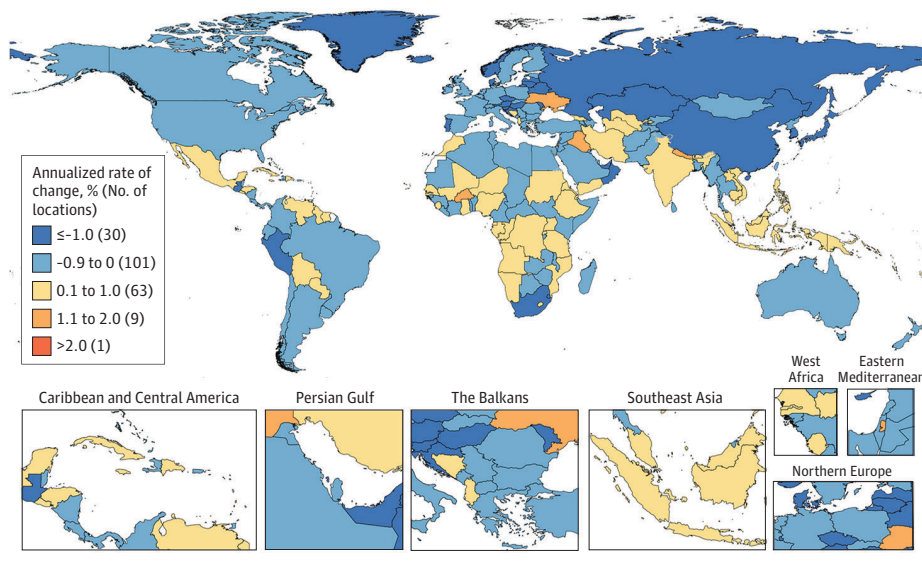 Annualized rate of
change, % (No. of
locations)
≤–1.0 (30)
–0.9 to 0 (101)
0.1 to 1.0 (63)
1.1 to 2.0 (9)
>2.0 (1)
Caribbean and Central America
Persian Gulf
The Balkans
Southeast Asia
West
Africa
Eastern
Mediterranean
Northern Europe